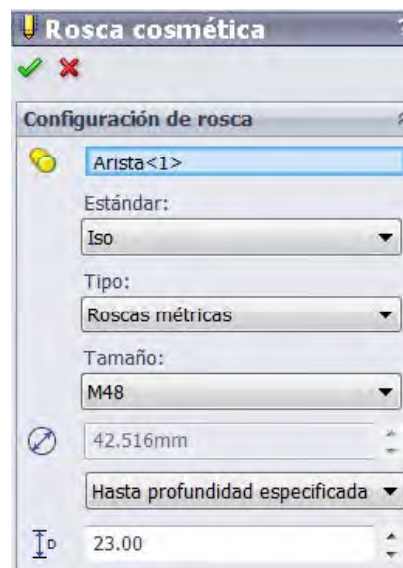 Rosca cosmética ?
Configuración de rosca
Arista<1>
Estándar:
Iso
Tipo:
Roscas métricas
Tamaño:
M48
42.516mm
Hasta profundidad especificada
D 23.00